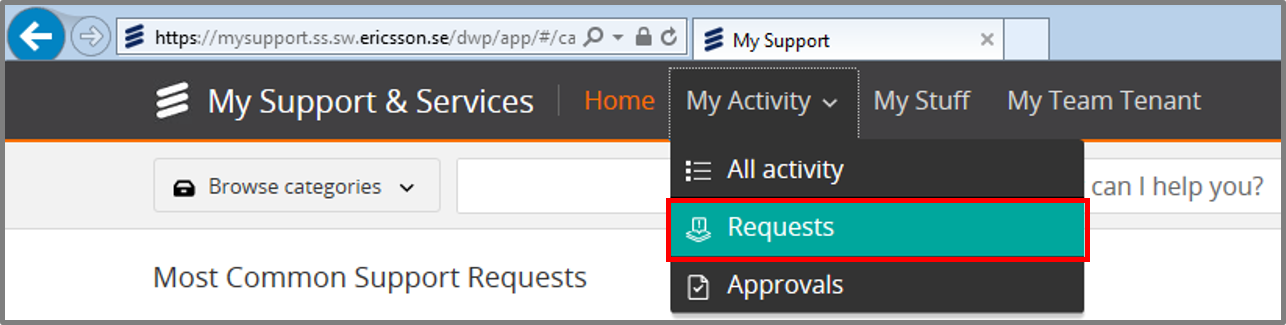 https://mysupport.ss.sw.ericsson.se/dwp/app/#/ca
My Support
My Support & Services Home My Activity My Stuff My Team Tenant
All activity
Browse categories
can I help you?
Requests
Most Common Support Requests
Approvals